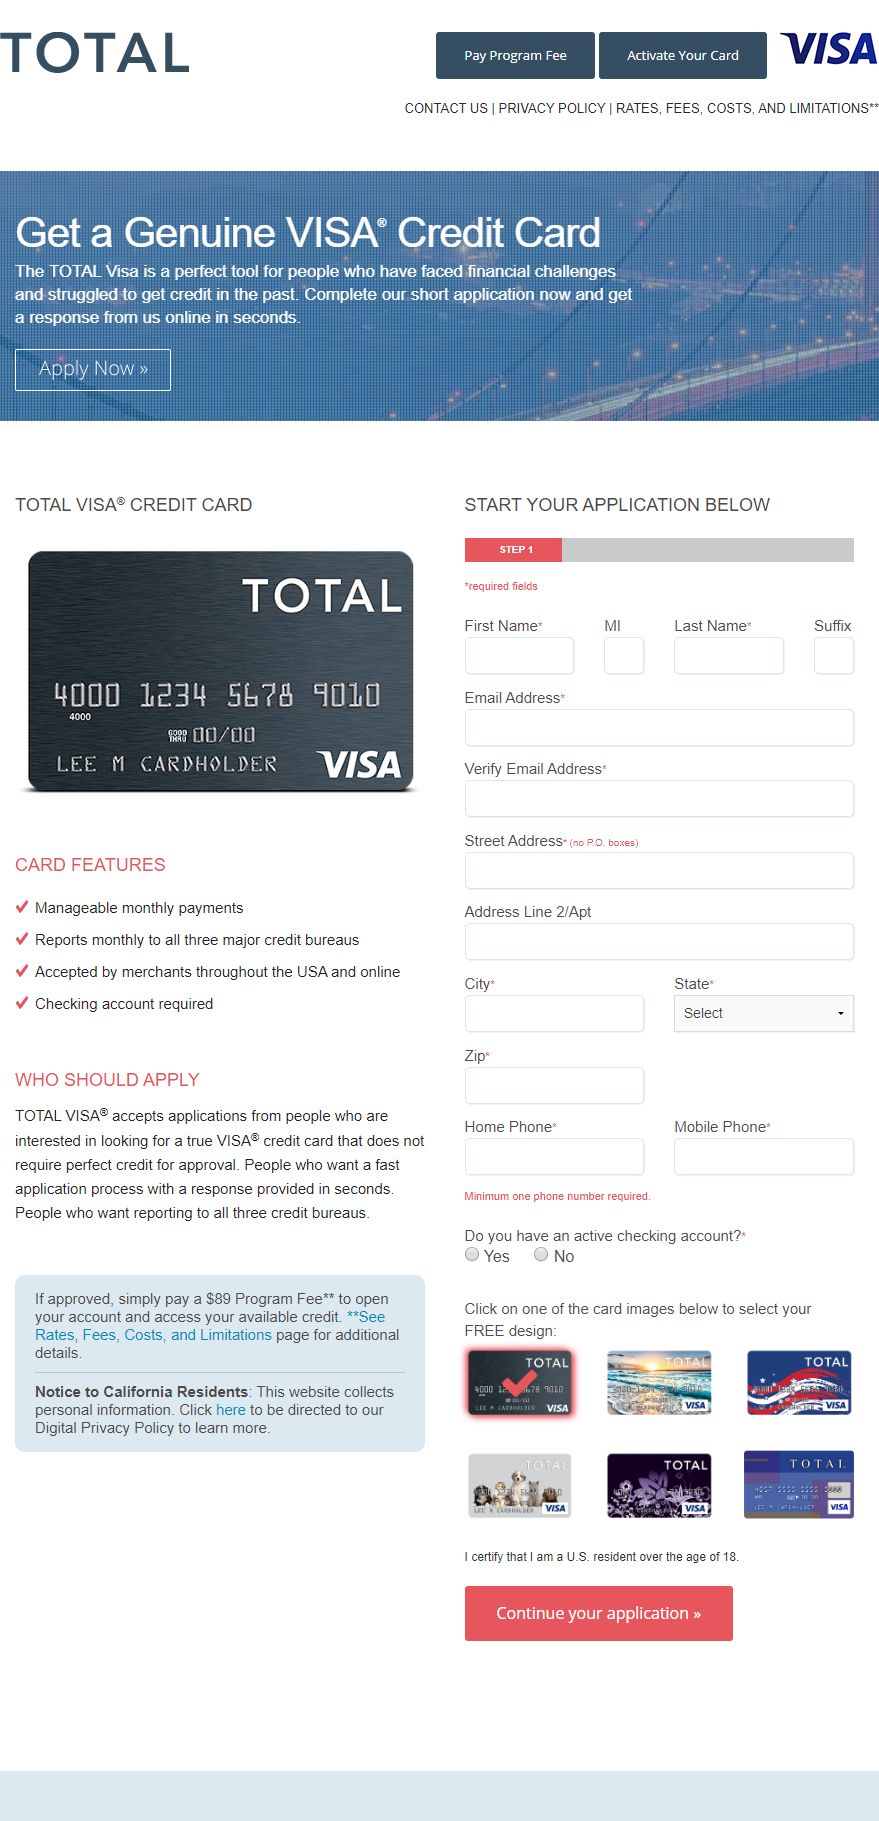 TOTAL
Pay Program Fee
Activate Your Card
VISA
CONTACT US | PRIVACY POLICY | RATES, FEES, COSTS, AND LIMITATIONS**
Get a Genuine VISA® Credit Card
The TOTAL Visa is a perfect tool for people who have faced financial challenges
and struggled to get credit in the past. Complete our short application now and get
a response from us online in seconds.
Apply Now »
TOTAL VISA® CREDIT CARD
TOTAL
4000 1234 5678 9010
4000
GOOD THRU 00/00
LEE M CARDHOLDER
VISA
CARD FEATURES
Manageable monthly payments
Reports monthly to all three major credit bureaus
Accepted by merchants throughout the USA and online
Checking account required
WHO SHOULD APPLY
TOTAL VISA® accepts applications from people who are
interested in looking for a true VISA® credit card that does not
require perfect credit for approval. People who want a fast
application process with a response provided in seconds.
People who want reporting to all three credit bureaus.
If approved, simply pay a $89 Program Fee** to open
your account and access your available credit. **See
Rates, Fees, Costs, and Limitations page for additional
details.
Notice to California Residents: This website collects
personal information. Click here to be directed to our
Digital Privacy Policy to learn more.
START YOUR APPLICATION BELOW
STEP 1
*required fields
First Name*
MI
Last Name*
Suffix
Email Address*
Verify Email Address*
Street Address* (no P.O. boxes)
Address Line 2/Apt
City*
State*
Select
Zip*
Home Phone*
Mobile Phone*
Minimum one phone number required.
Do you have an active checking account?*
Yes
No
Click on one of the card images below to select your
FREE design:
TOTAL
VISA
TOTAL
VISA
TOTAL
VISA
TOTAL
VISA
TOTAL
VISA
TOTAL
VISA
I certify that I am a U.S. resident over the age of 18.
Continue your application »